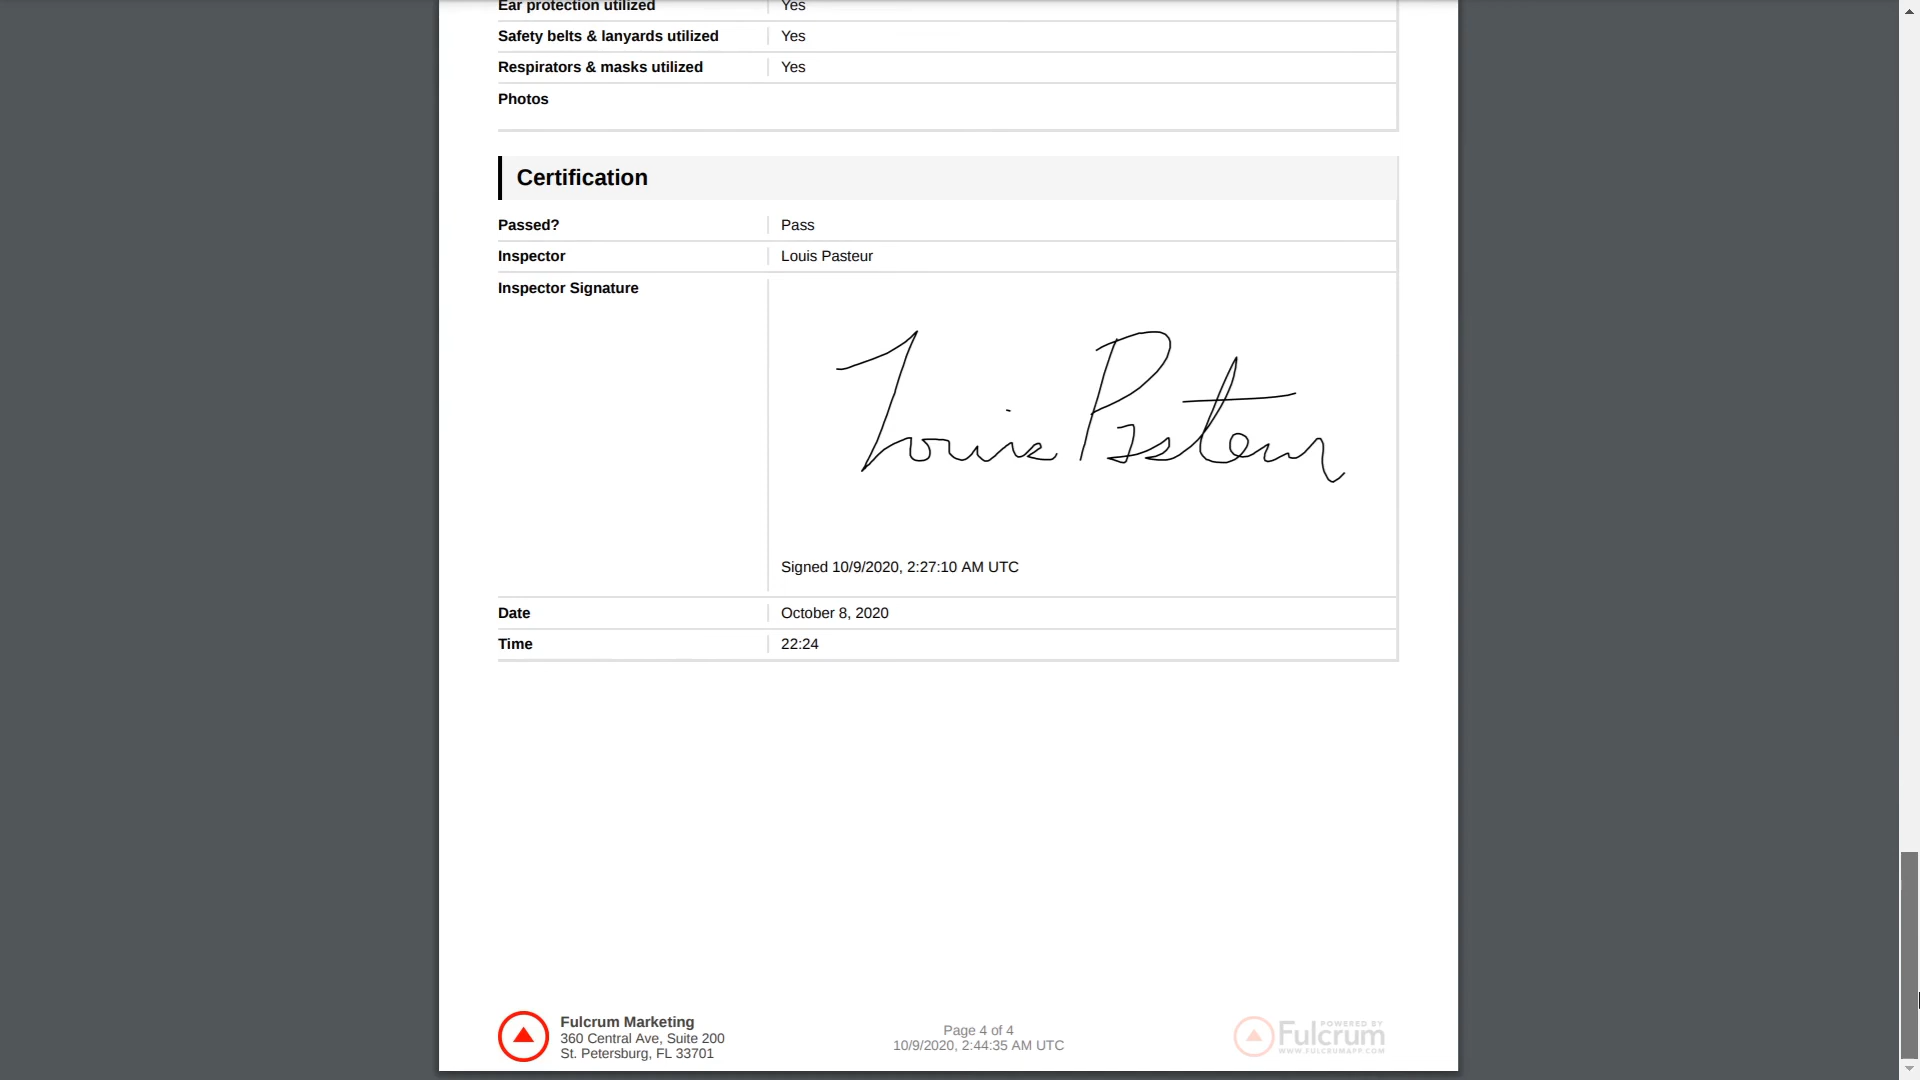 Ear protection utilized Yes
Safety belts & lanyards utilized Yes
Respirators & masks utilized Yes
Photos
Certification
Passed? Pass
Inspector Louis Pasteur
Inspector Signature
Louis Pasteur
Signed 10/9/2020, 2:27:10 AM UTC
Date October 8, 2020
Time 22:24
Fulcrum Marketing
360 Central Ave, Suite 200
St. Petersburg, FL 33701
Page 4 of 4
10/9/2020, 2:44:35 AM UTC
POWERED BY
Fulcrum
WWW.FULCRUMAPP.COM